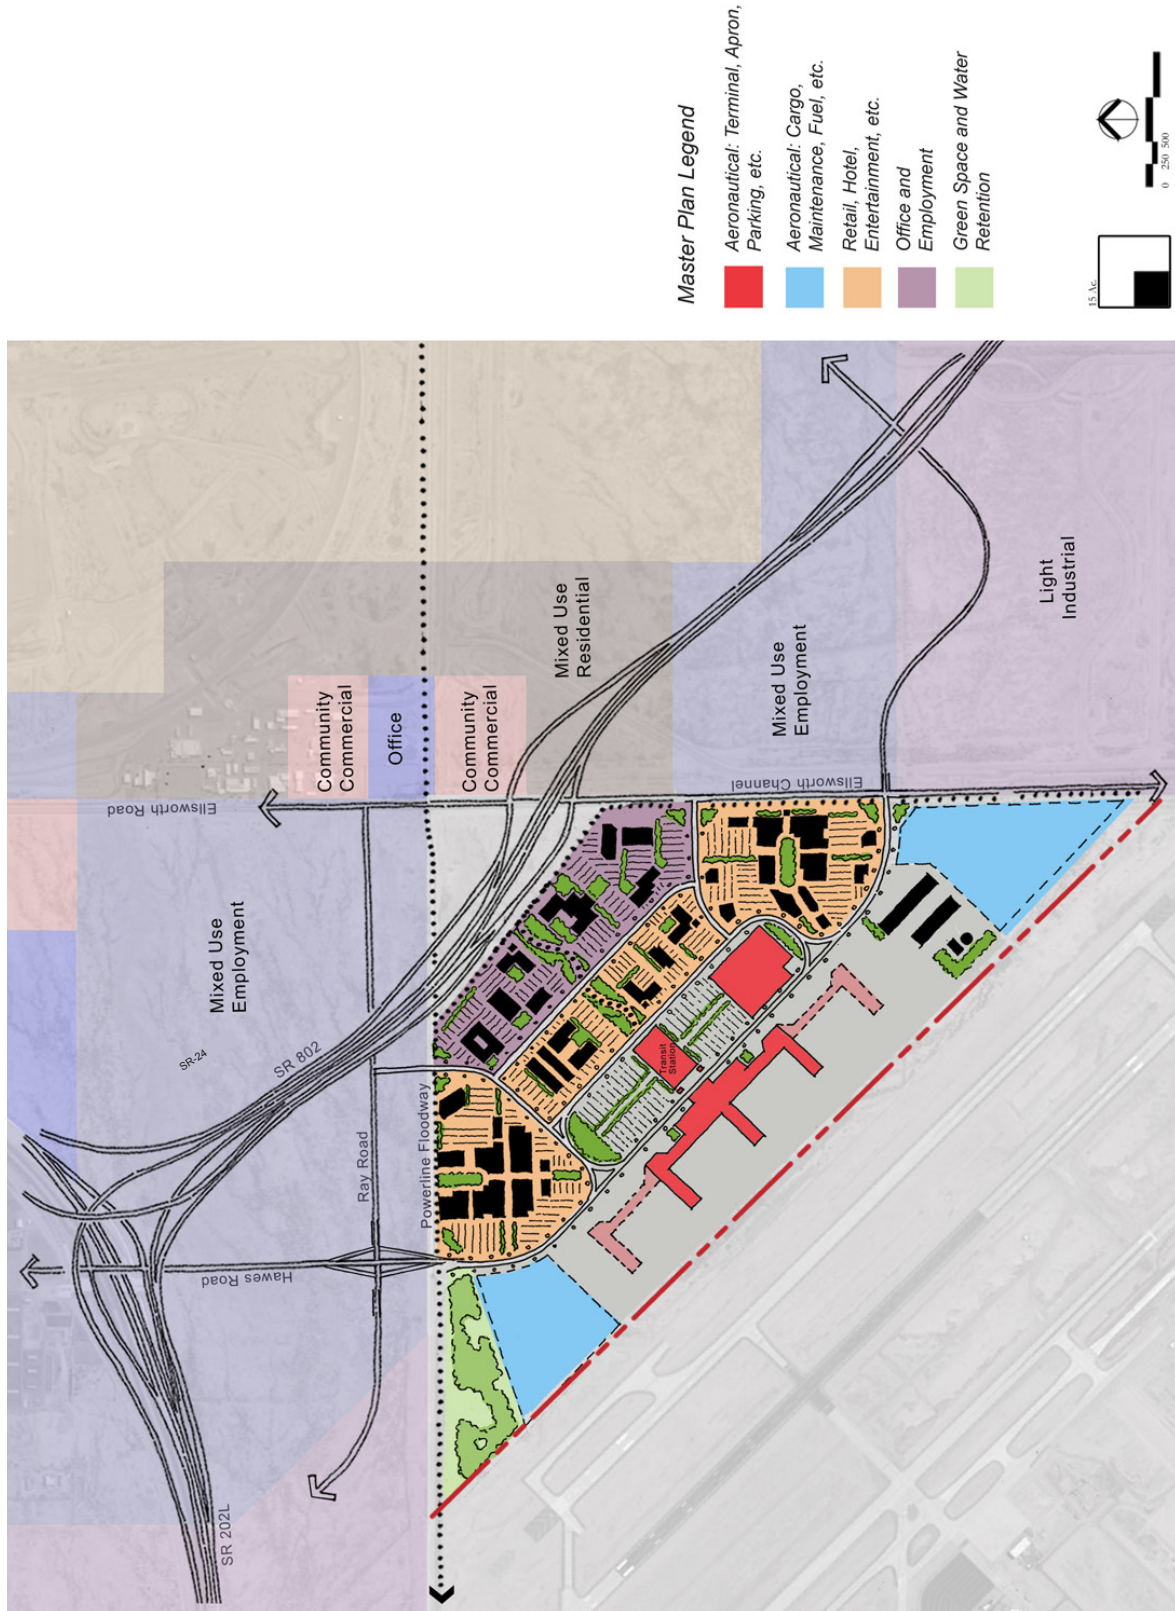 Master Plan Legend
Aeronautical: Terminal, Apron,
Parking, etc.
Aeronautical: Cargo,
Maintenance, Fuel, etc.
Retail, Hotel,
Entertainment, etc.
Office and
Employment
Green Space and Water
Retention
15 Ac.
0 250 500
SR 202L
Hawes Road
Ray Road
Powerline Floodway
SR-24
SR 802
Mixed Use
Employment
Ellsworth Road
Community
Commercial
Office
Community
Commercial
Mixed Use
Residential
Ellsworth Channel
Mixed Use
Employment
Light
Industrial
Transit
Station